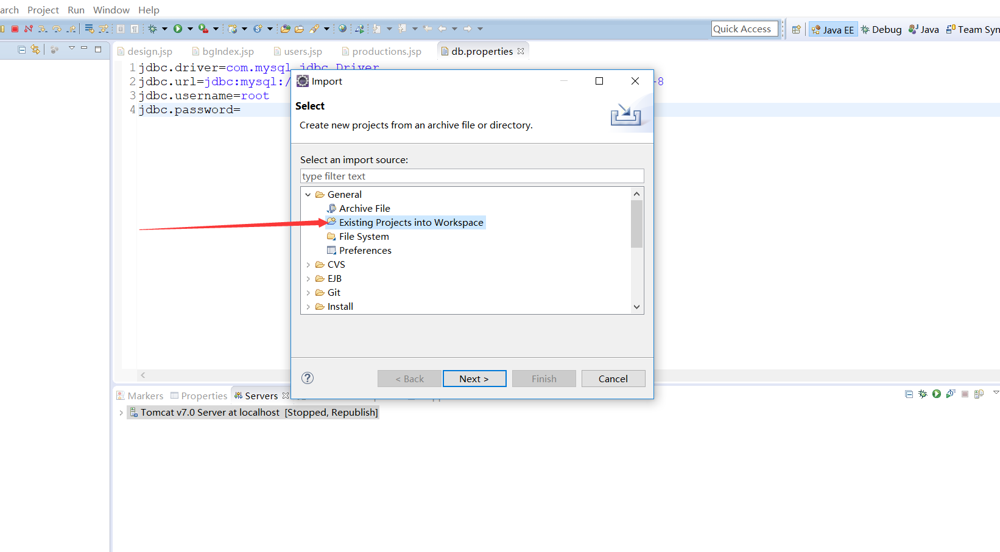 arch Project Run Window Help
Quick Access Java EE Debug Java Team Syn
design.jsp bgIndex.jsp users.jsp productions.jsp db.properties
1 jdbc.driver=com.mysql.jdbc.Driver
2 jdbc.url=jdbc:mysql:/ -8
3 jdbc.username=root
4 jdbc.password=
Import
Select
Create new projects from an archive file or directory.
Select an import source:
type filter text
General
Archive File
Existing Projects into Workspace
File System
Preferences
CVS
EJB
Git
Install
< Back Next > Finish Cancel
Markers Properties Servers
Tomcat v7.0 Server at localhost [Stopped, Republish]